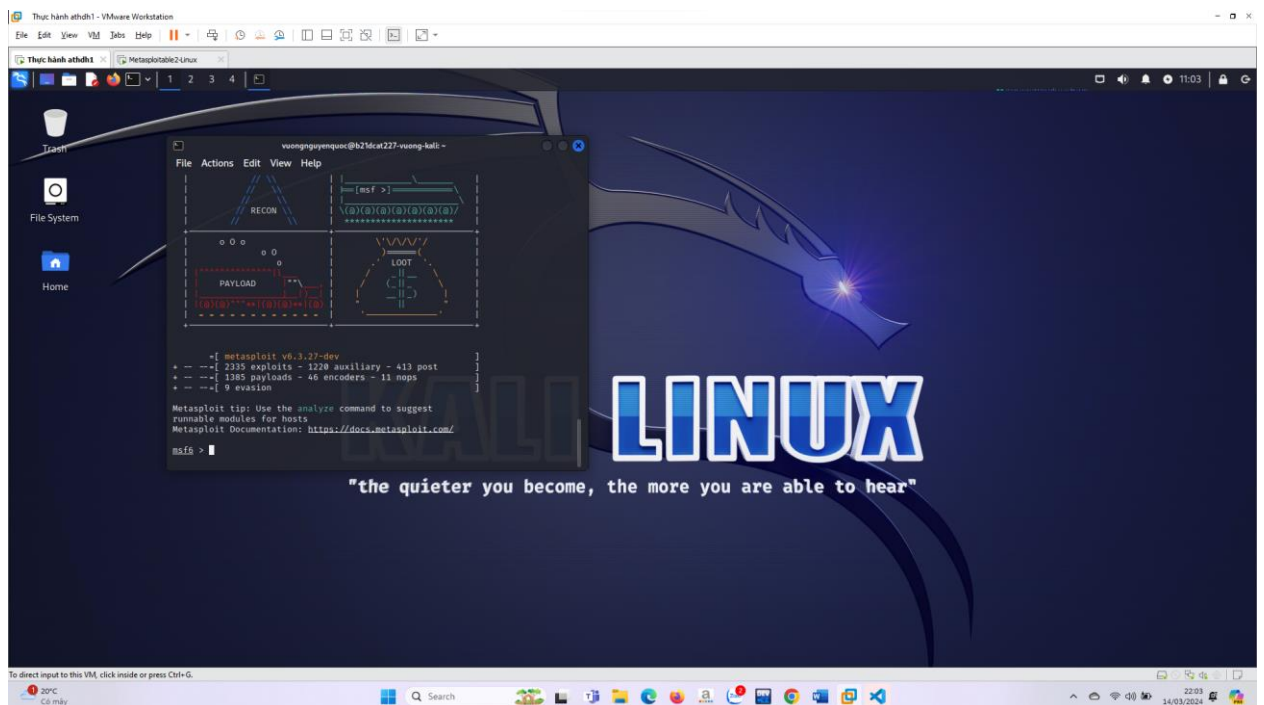 Thực hành athdh1 - VMware Workstation
File Edit View VM Tabs Help
Thực hành athdh1 Metasploitable2-Linux
1 2 3 4 11:03
Trash
File System
Home
vuongnguyenquoc@b21dcat227-vuong-kali: ~
File Actions Edit View Help
RECON
[msf >]
PAYLOAD
LOOT
=[ metasploit v6.3.27-dev ]
+ -- --=[ 2335 exploits - 1220 auxiliary - 413 post ]
+ -- --=[ 1385 payloads - 46 encoders - 11 nops ]
+ -- --=[ 9 evasion ]
Metasploit tip: Use the analyze command to suggest
runnable modules for hosts
Metasploit Documentation: https://docs.metasploit.com/
msf6 >
KALI LINUX
"the quieter you become, the more you are able to hear"
To direct input to this VM, click inside or press Ctrl+G.
1
20°C
Có mây
Search
22:03
14/03/2024